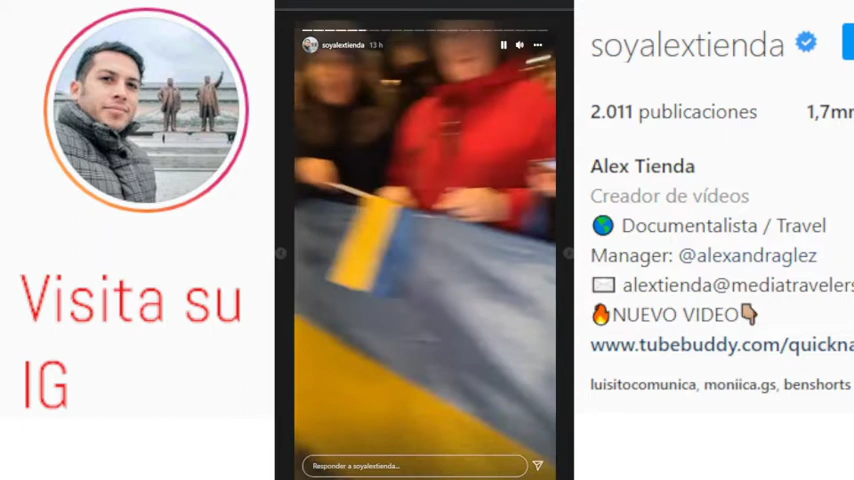 Visita su
IG
soyalextienda 13 h
Responder a soyalextienda...
soyalextienda
2.011 publicaciones 1,7m
Alex Tienda
Creador de vídeos
Documentalista / Travel
Manager: @alexandraglez
alextienda@mediatravelers
NUEVO VIDEO
www.tubebuddy.com/quickna
luisitocomunica, moniica.gs, benshorts